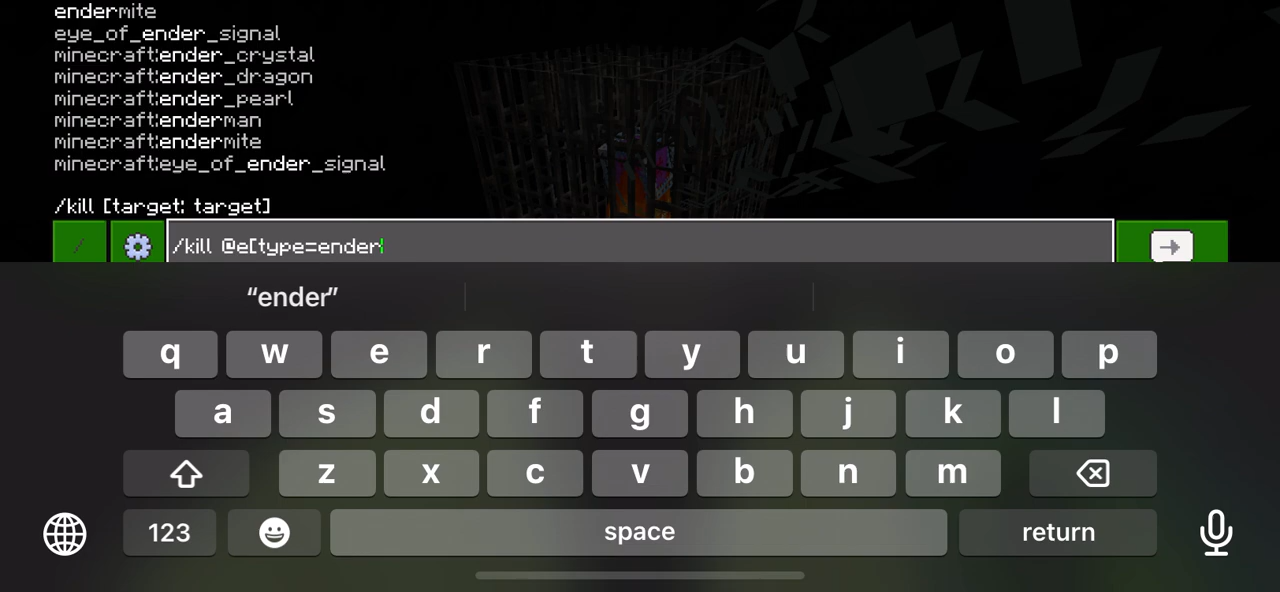 endermite
eye_of_ender_signal
minecraft:ender_crystal
minecraft:ender_dragon
minecraft:ender_pearl
minecraft:enderman
minecraft:endermite
minecraft:eye_of_ender_signal
/kill [target: target]
/ /kill @e[type=ender
“ender”
q w e r t y u i o p
a s d f g h j k l
z x c v b n m
123 space return